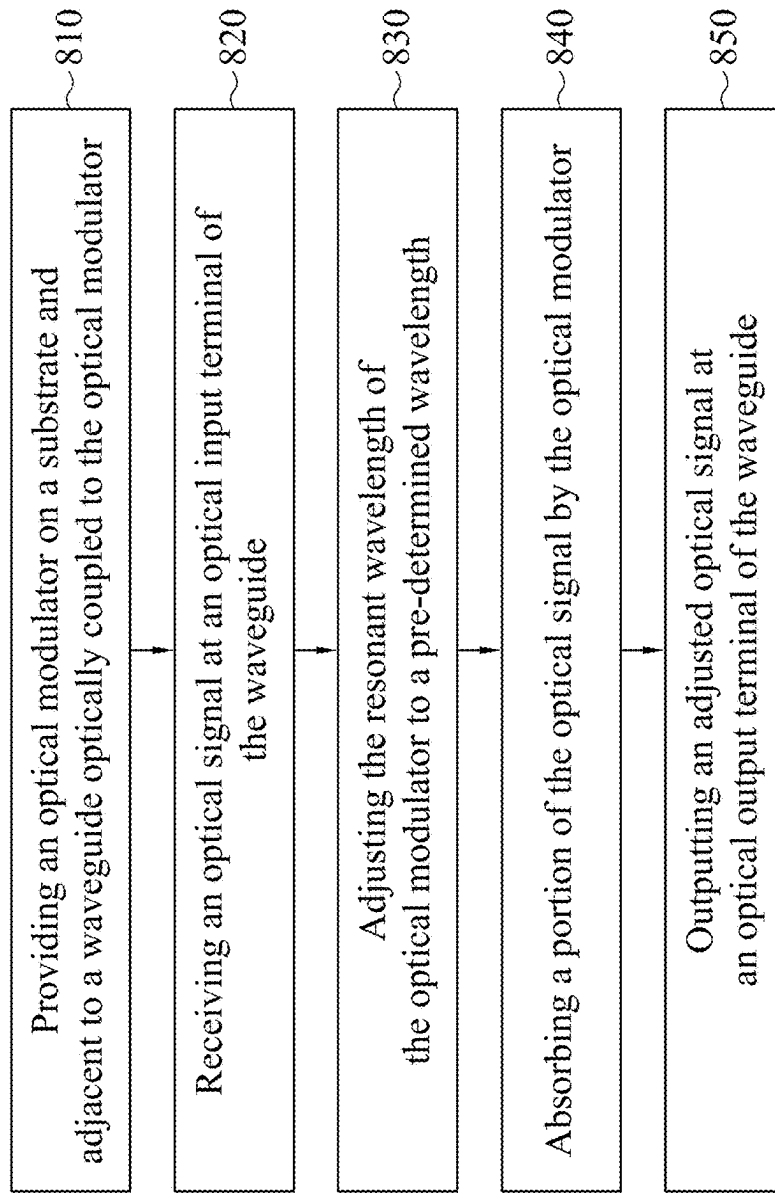 Providing an optical modulator on a substrate and
adjacent to a waveguide optically coupled to the optical modulator
810
Receiving an optical signal at an optical input terminal of
the waveguide
820
Adjusting the resonant wavelength of
the optical modulator to a pre-determined wavelength
830
Absorbing a portion of the optical signal by the optical modulator
840
Outputting an adjusted optical signal at
an optical output terminal of the waveguide
850